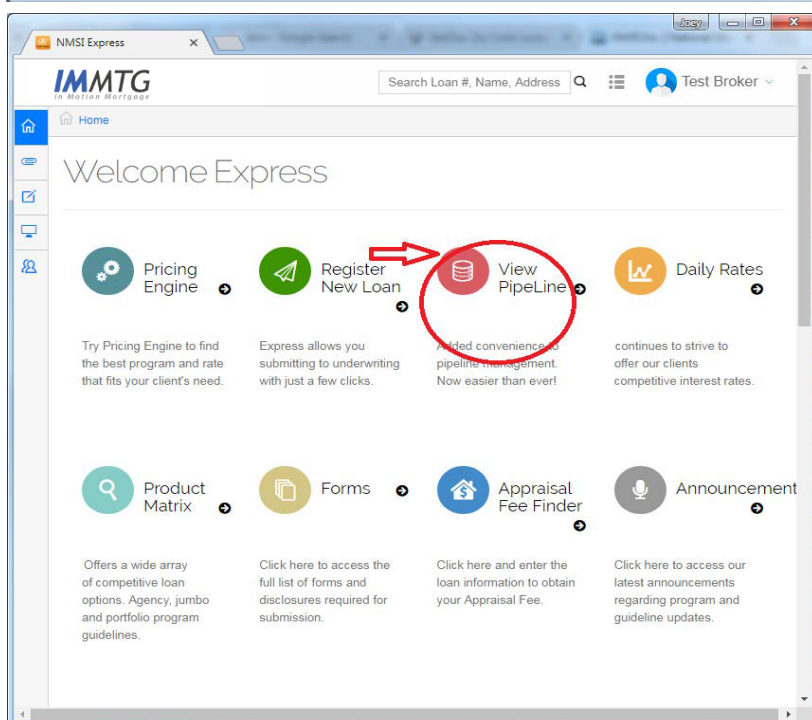 Joey
NMSI Express
IMMTG
In Motion Mortgage
Search Loan #, Name, Address
Test Broker
Home
Welcome Express
Pricing
Engine
Register
New Loan
View
PipeLine
Daily Rates
Try Pricing Engine to find
the best program and rate
that fits your client's need.
Express allows you
submitting to underwriting
with just a few clicks.
Added convenience to
pipeline management.
Now easier than ever!
continues to strive to
offer our clients
competitive interest rates.
Product
Matrix
Forms
Appraisal
Fee Finder
Announcement
Offers a wide array
of competitive loan
options. Agency, jumbo
and portfolio program
guidelines.
Click here to access the
full list of forms and
disclosures required for
submission.
Click here and enter the
loan information to obtain
your Appraisal Fee.
Click here to access our
latest announcements
regarding program and
guideline updates.